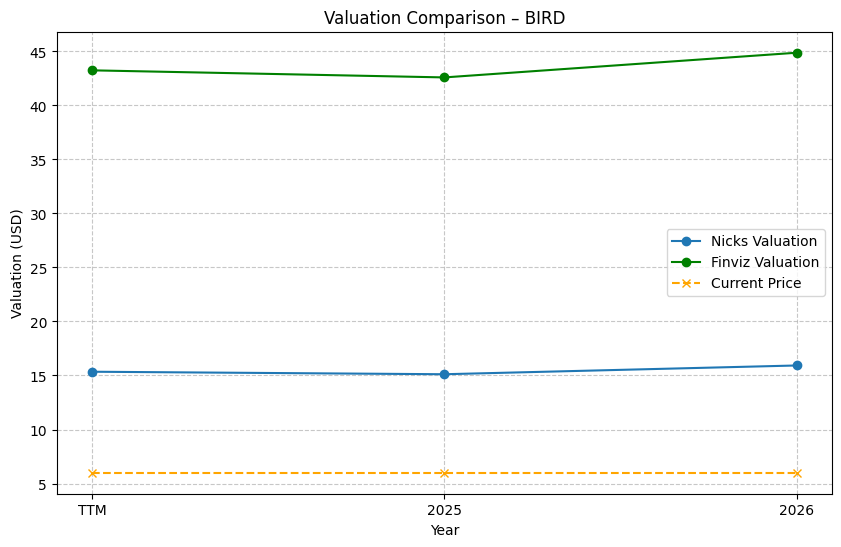 Valuation Comparison – BIRD
Valuation (USD)
45
40
35
30
25
20
15
10
5
Nicks Valuation
Finviz Valuation
Current Price
TTM
2025
2026
Year